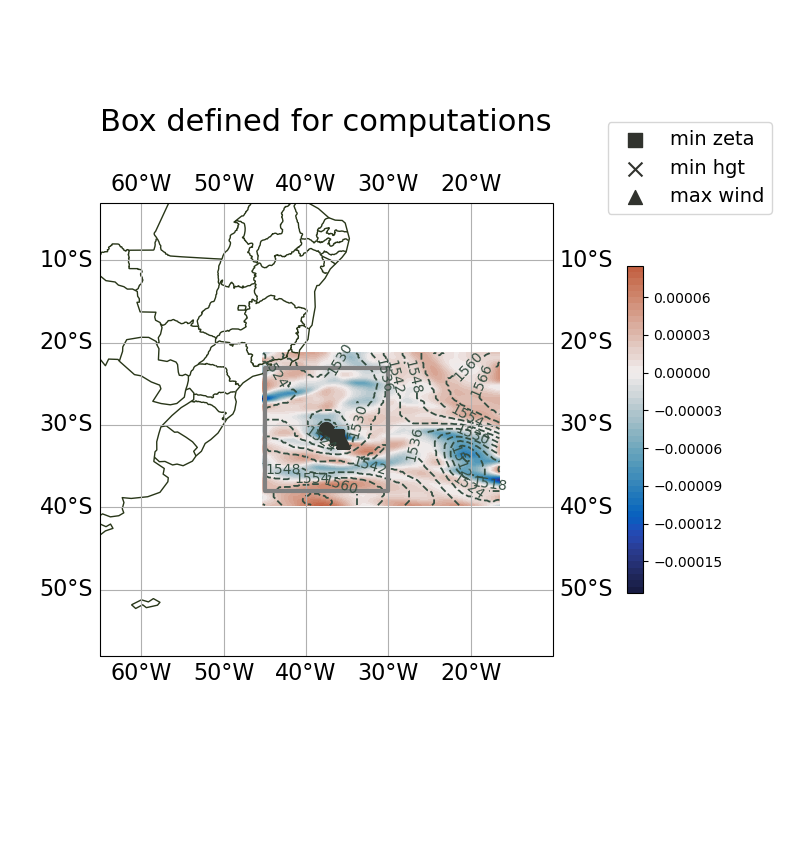 Box defined for computations
min zeta
min hgt
max wind
60°W 50°W 40°W 30°W 20°W
10°S 10°S
20°S 20°S
30°S 30°S
40°S 40°S
50°S 50°S
60°W 50°W 40°W 30°W 20°W
0.00006
0.00003
0.00000
−0.00003
−0.00006
−0.00009
−0.00012
−0.00015
1530
1542
1548
1560
1566
1530
1536
1554
1548
1542
1554
1560
1524
1518